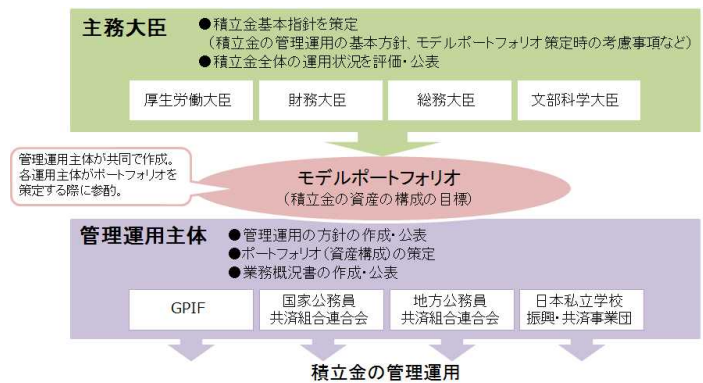 主務大臣
●積立金基本指針を策定
(積立金の管理運用の基本方針、モデルポートフォリオ策定時の考慮事項など)
●積立金全体の運用状況を評価・公表
厚生労働大臣
財務大臣
総務大臣
文部科学大臣
管理運用主体が共同で作成。
各運用主体がポートフォリオを
策定する際に参酌。
モデルポートフォリオ
(積立金の資産の構成の目標)
管理運用主体
●管理運用の方針の作成・公表
●ポートフォリオ(資産構成)の策定
●業務概況書の作成・公表
GPIF
国家公務員
共済組合連合会
地方公務員
共済組合連合会
日本私立学校
振興・共済事業団
積立金の管理運用